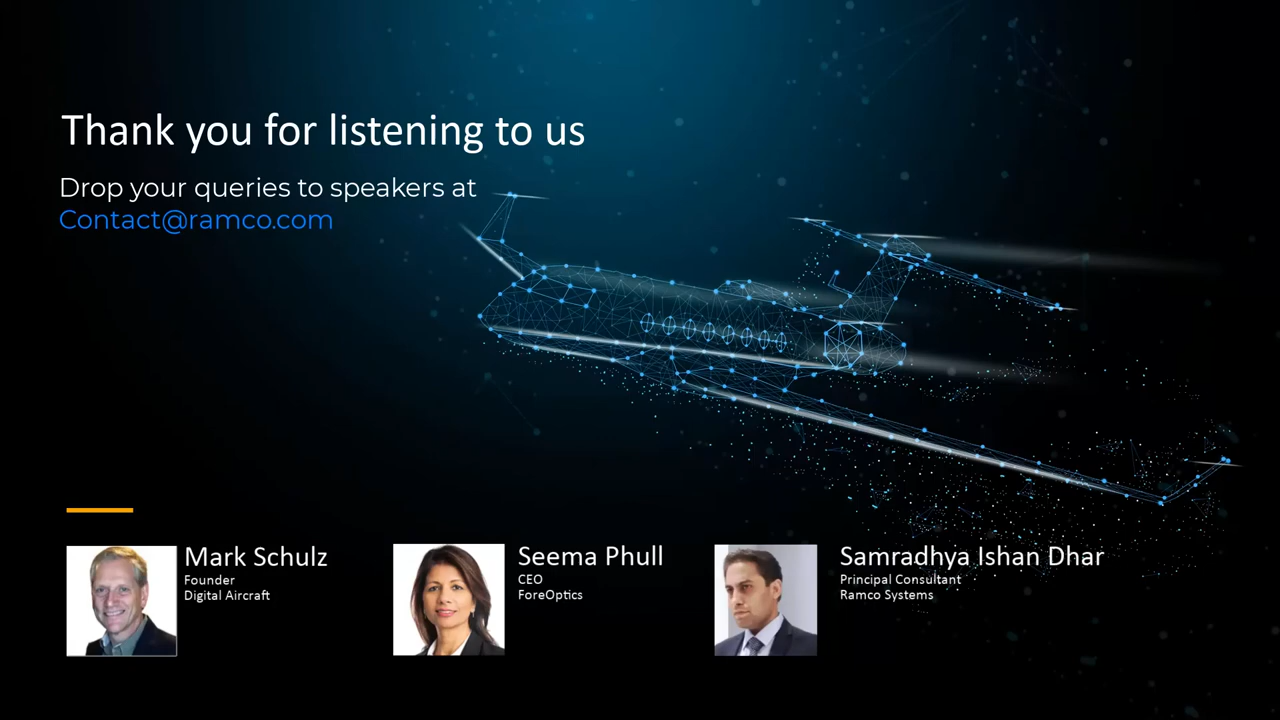 Thank you for listening to us
Drop your queries to speakers at
Contact@ramco.com
Mark Schulz
Founder
Digital Aircraft
Seema Phull
CEO
ForeOptics
Samradhya Ishan Dhar
Principal Consultant
Ramco Systems